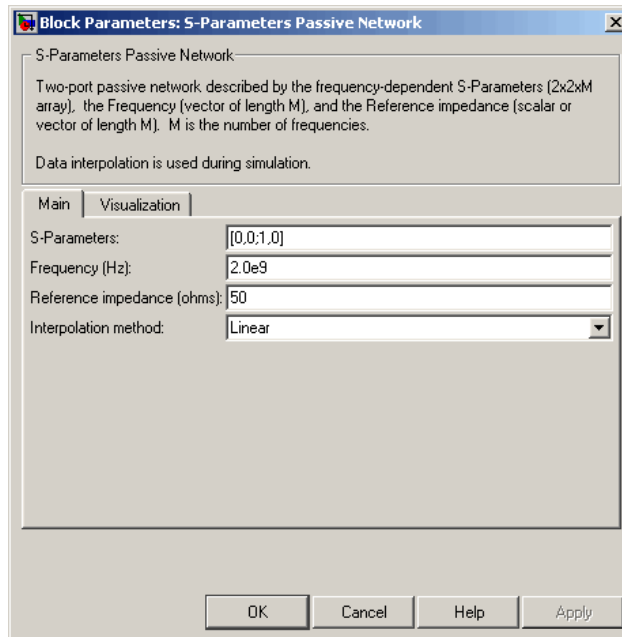 Block Parameters: S-Parameters Passive Network
S-Parameters Passive Network
Two-port passive network described by the frequency-dependent S-Parameters (2x2xM
array), the Frequency (vector of length M), and the Reference impedance (scalar or
vector of length M). M is the number of frequencies.
Data interpolation is used during simulation.
Main Visualization
S-Parameters: [0,0;1,0]
Frequency (Hz): 2.0e9
Reference impedance (ohms): 50
Interpolation method: Linear
OK Cancel Help Apply